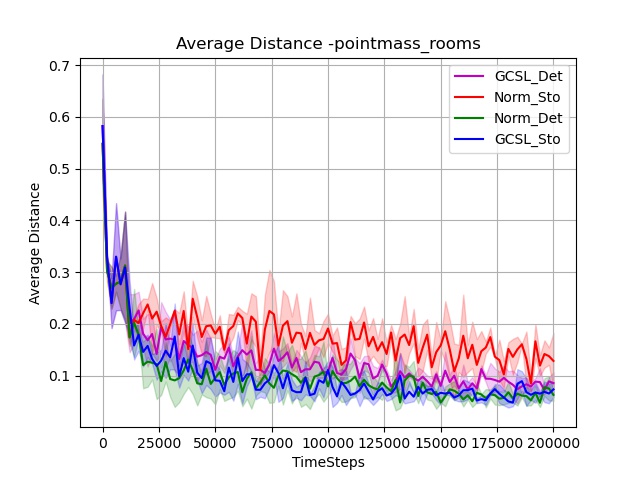 Average Distance -pointmass_rooms
GCSL_Det
Norm_Sto
Norm_Det
GCSL_Sto
0.7
0.6
0.5
0.4
0.3
0.2
0.1
Average Distance
0 25000 50000 75000 100000 125000 150000 175000 200000
TimeSteps